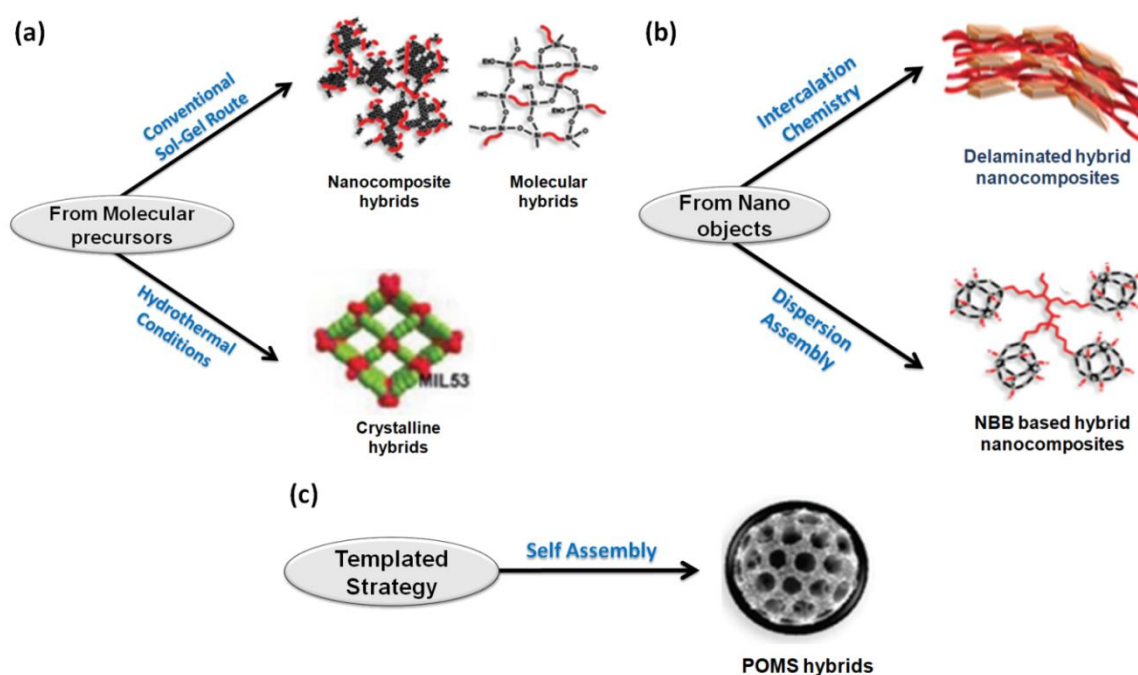 (a)
Conventional
Sol-Gel Route
Nanocomposite
hybrids
Molecular
hybrids
From Molecular
precursors
Hydrothermal
Conditions
MIL53
Crystalline
hybrids
(b)
Intercalation
Chemistry
Delaminated hybrid
nanocomposites
From Nano
objects
Dispersion
Assembly
NBB based hybrid
nanocomposites
(c)
Templated
Strategy
Self Assembly
POMS hybrids